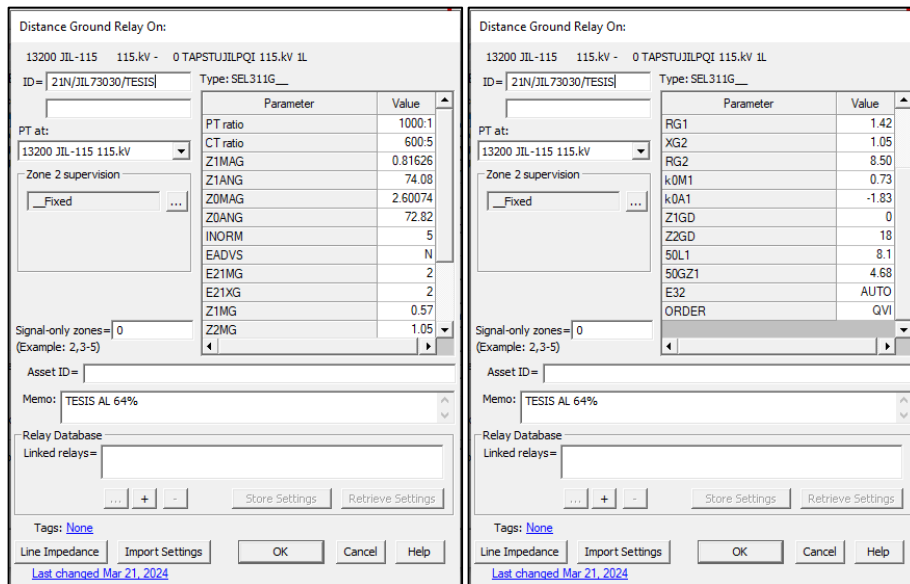 Distance Ground Relay On:
13200 JIL-115 115.kV - 0 TAPSTUJILPQI 115.kV 1L
ID= 21N/JIL73030/TESIS
Type: SEL311G__
Parameter Value
PT at:
13200 JIL-115 115.kV
Zone 2 supervision
__Fixed ...
PT ratio 1000:1
CT ratio 600:5
Z1MAG 0.81626
Z1ANG 74.08
Z0MAG 2.60074
Z0ANG 72.82
INORM 5
EADVS N
E21MG 2
E21XG 2
Z1MG 0.57
Z2MG 1.05
Signal-only zones= 0
(Example: 2,3-5)
Asset ID=
Memo: TESIS AL 64%
Relay Database
Linked relays=
... + - Store Settings Retrieve Settings
Tags: None
Line Impedance Import Settings OK Cancel Help
Last changed Mar 21, 2024
Distance Ground Relay On:
13200 JIL-115 115.kV - 0 TAPSTUJILPQI 115.kV 1L
ID= 21N/JIL73030/TESIS
Type: SEL311G__
Parameter Value
PT at:
13200 JIL-115 115.kV
Zone 2 supervision
__Fixed ...
RG1 1.42
XG2 1.05
RG2 8.50
k0M1 0.73
k0A1 -1.83
Z1GD 0
Z2GD 18
50L1 8.1
50GZ1 4.68
E32 AUTO
ORDER QVI
Signal-only zones= 0
(Example: 2,3-5)
Asset ID=
Memo: TESIS AL 64%
Relay Database
Linked relays=
... + - Store Settings Retrieve Settings
Tags: None
Line Impedance Import Settings OK Cancel Help
Last changed Mar 21, 2024